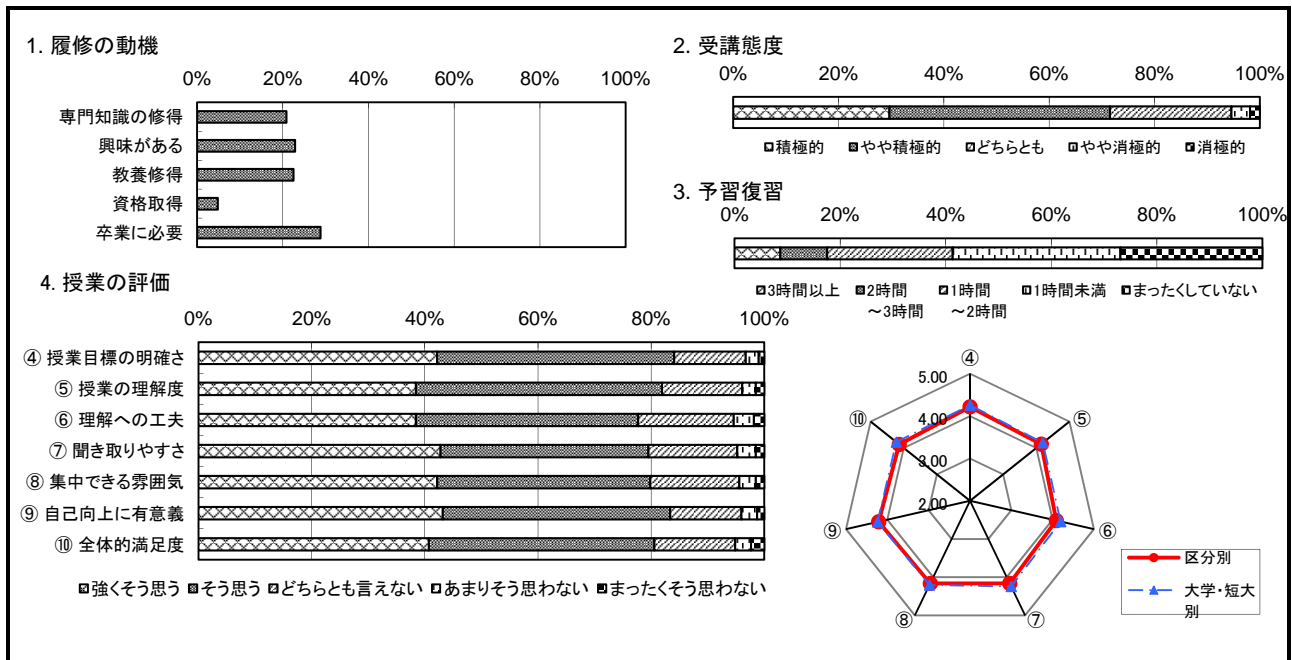 1. 履修の動機
0% 20% 40% 60% 80% 100%
専門知識の修得
興味がある
教養修得
資格取得
卒業に必要
2. 受講態度
0% 20% 40% 60% 80% 100%
積極的 やや積極的 どちらとも やや消極的 消極的
3. 予習復習
0% 20% 40% 60% 80% 100%
3時間以上 2時間 1時間 1時間未満 まったくしていない
～3時間 ～2時間
4. 授業の評価
0% 20% 40% 60% 80% 100%
④ 授業目標の明確さ
⑤ 授業の理解度
⑥ 理解への工夫
⑦ 聞き取りやすさ
⑧ 集中できる雰囲気
⑨ 自己向上に有意義
⑩ 全体的満足度
強くそう思う そう思う どちらとも言えない あまりそう思わない まったくそう思わない
④
5.00
⑩ ⑤
4.00
3.00
2.00
⑨ ⑥
⑧ ⑦
区分別
大学・短大
別